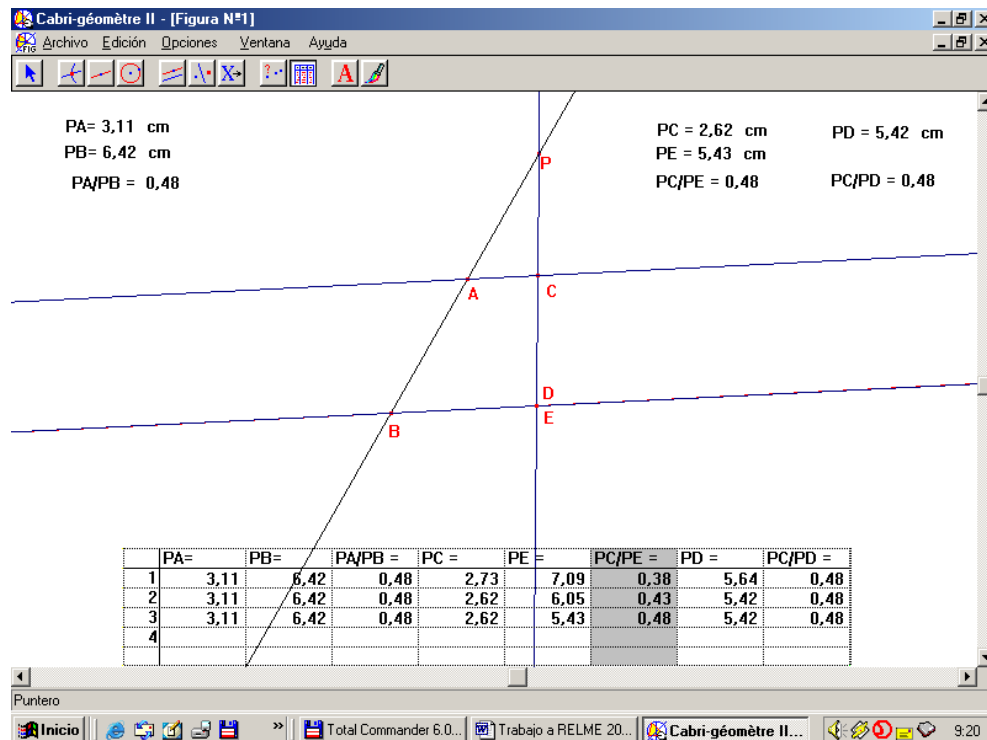 Cabri-géomètre II - [Figura Nº1]
Archivo Edición Opciones Ventana Ayuda
PA= 3,11 cm
PB= 6,42 cm
PA/PB = 0,48
PC = 2,62 cm
PE = 5,43 cm
PC/PE = 0,48
PD = 5,42 cm
PC/PD = 0,48
P
A
C
D
E
B
PA= PB= PA/PB = PC = PE = PC/PE = PD = PC/PD =
1 3,11 6,42 0,48 2,73 7,09 0,38 5,64 0,48
2 3,11 6,42 0,48 2,62 6,05 0,43 5,42 0,48
3 3,11 6,42 0,48 2,62 5,43 0,48 5,42 0,48
4
Puntero
Inicio » Total Commander 6.0... Trabajo a RELME 20... Cabri-géomètre II... 9:20